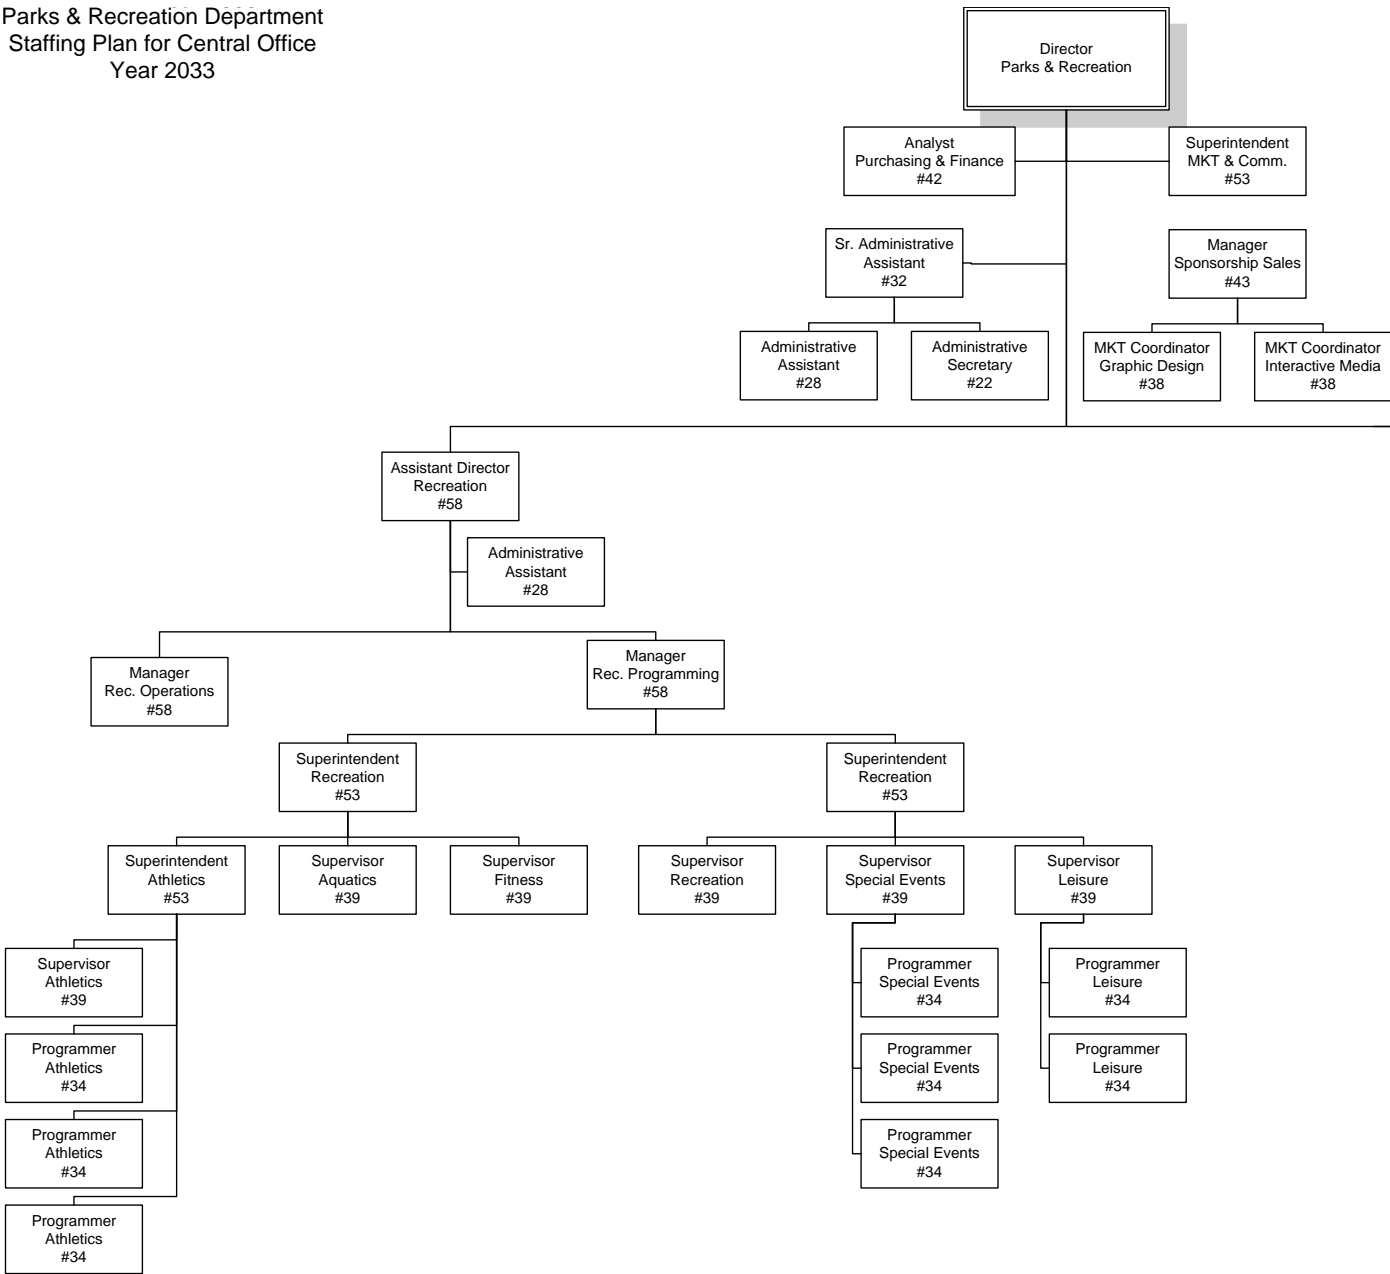 Parks & Recreation Department
Staffing Plan for Central Office
Year 2033
Director
Parks & Recreation
Analyst
Purchasing & Finance
#42
Superintendent
MKT & Comm.
#53
Sr. Administrative
Assistant
#32
Manager
Sponsorship Sales
#43
Administrative
Assistant
#28
Administrative
Secretary
#22
MKT Coordinator
Graphic Design
#38
MKT Coordinator
Interactive Media
#38
Assistant Director
Recreation
#58
Administrative
Assistant
#28
Manager
Rec. Operations
#58
Manager
Rec. Programming
#58
Superintendent
Recreation
#53
Superintendent
Recreation
#53
Superintendent
Athletics
#53
Supervisor
Aquatics
#39
Supervisor
Fitness
#39
Supervisor
Recreation
#39
Supervisor
Special Events
#39
Supervisor
Leisure
#39
Supervisor
Athletics
#39
Programmer
Special Events
#34
Programmer
Leisure
#34
Programmer
Athletics
#34
Programmer
Special Events
#34
Programmer
Leisure
#34
Programmer
Athletics
#34
Programmer
Special Events
#34
Programmer
Athletics
#34